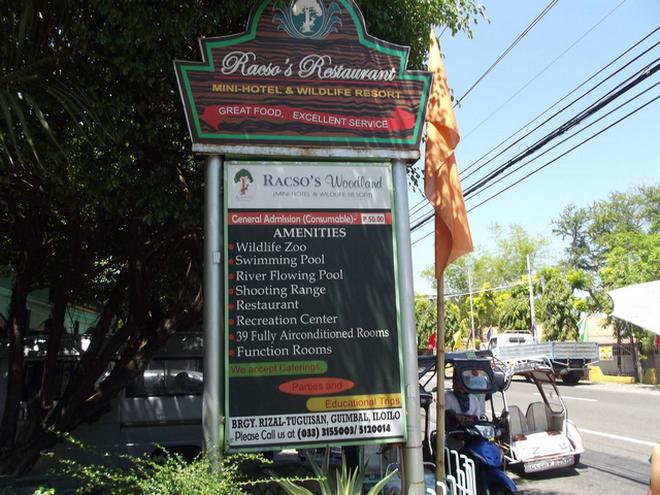 Racso's Restaurant
MINI-HOTEL & WILDLIFE RESORT
GREAT FOOD, EXCELLENT SERVICE
RACSO'S Woodland
(MINI-HOTEL & WILDLIFE RESORT)
General Admission (Consumable)- P 50.00
AMENITIES
Wildlife Zoo
Swimming Pool
River Flowing Pool
Shooting Range
Restaurant
Recreation Center
39 Fully Airconditioned Rooms
Function Rooms
We accept Caterings,
Parties and
Educational Trips
BRGY. RIZAL-TUGUISAN, GUIMBAL, ILOILO
Please Call us at (033) 3155003/ 5120014